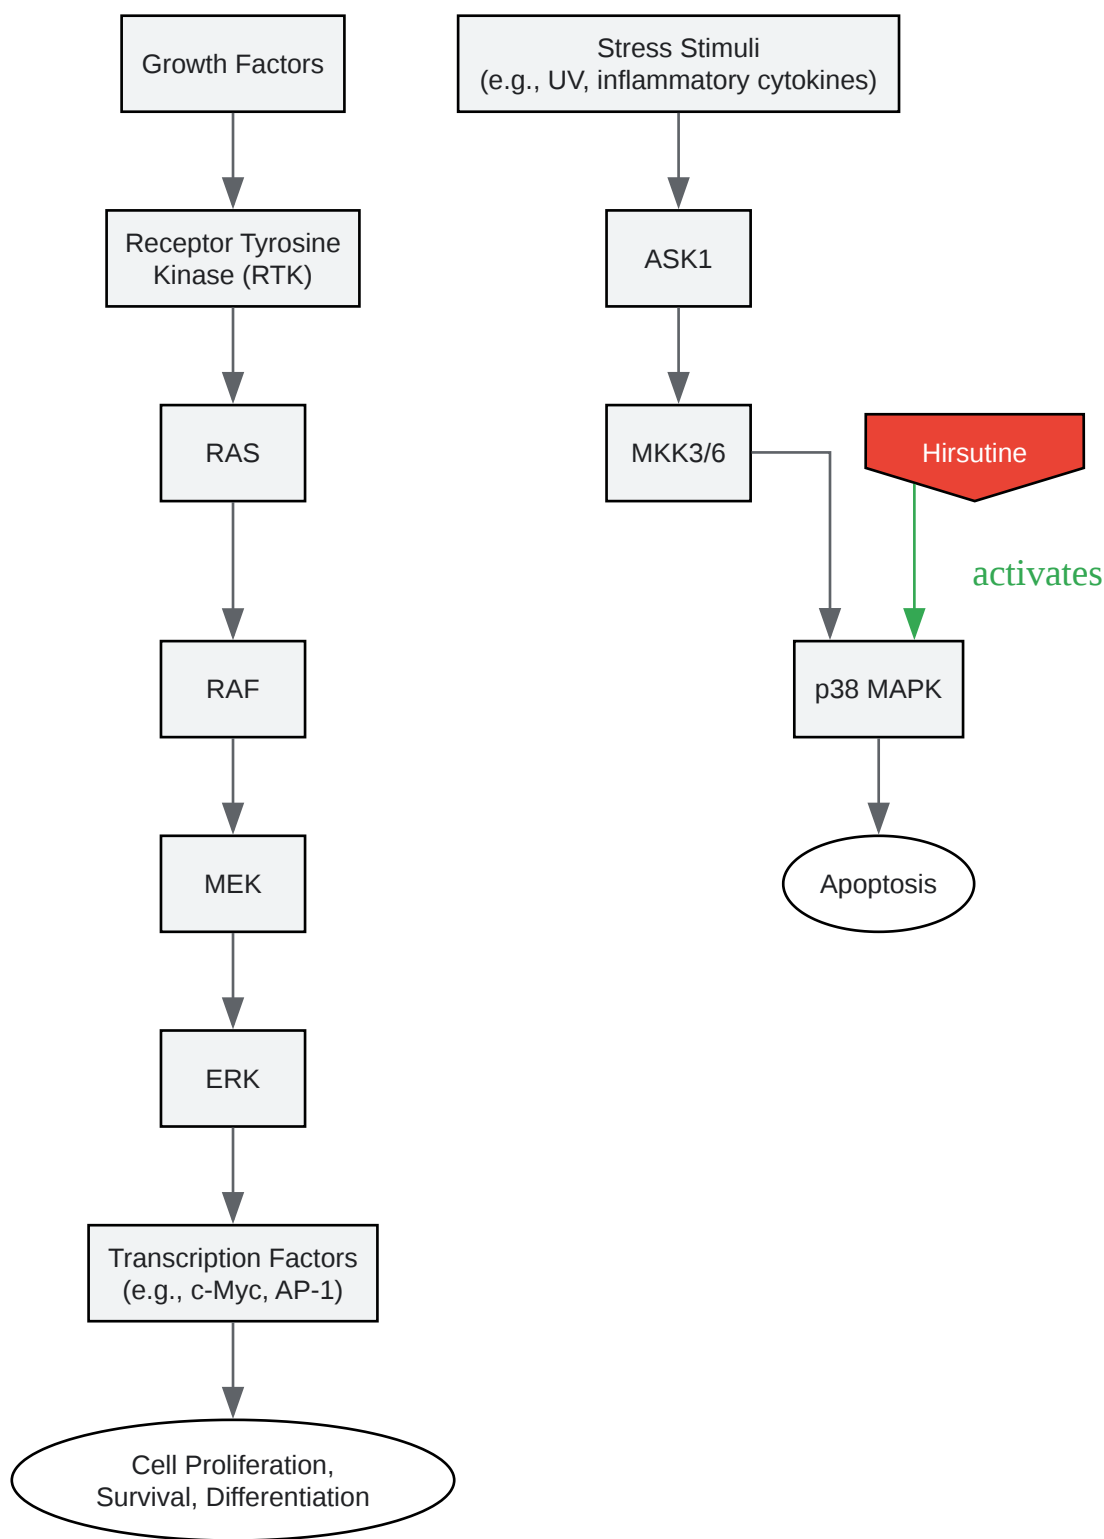 Growth Factors
Stress Stimuli
(e.g., UV, inflammatory cytokines)
Receptor Tyrosine
Kinase (RTK)
ASK1
RAS
MKK3/6
Hirsutine
activates
RAF
p38 MAPK
MEK
Apoptosis
ERK
Transcription Factors
(e.g., c-Myc, AP-1)
Cell Proliferation,
Survival, Differentiation